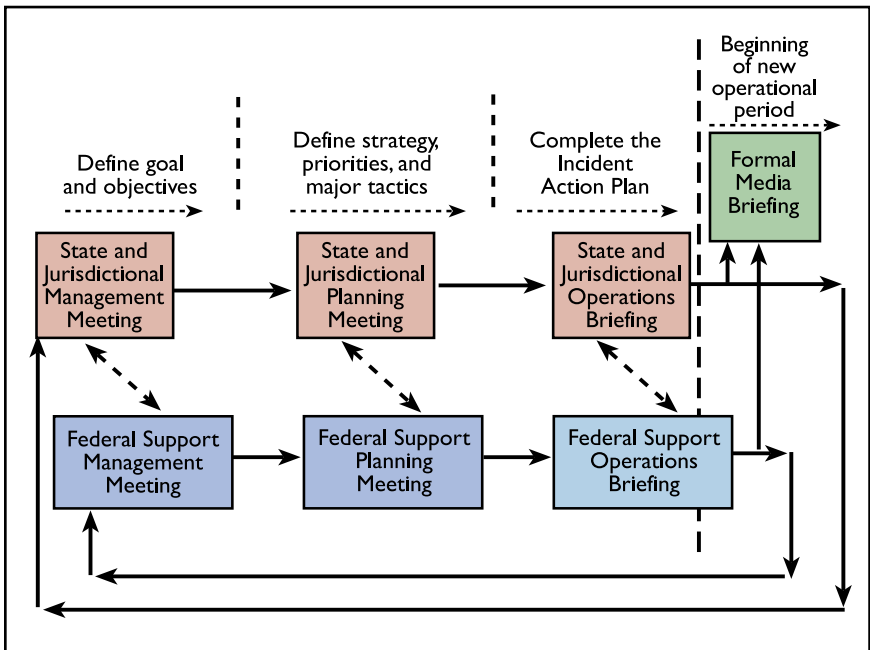 Beginning
of new
operational
period
Define goal
and objectives
Define strategy,
priorities, and
major tactics
Complete the
Incident
Action Plan
Formal
Media
Briefing
State and
Jurisdictional
Management
Meeting
State and
Jurisdictional
Planning
Meeting
State and
Jurisdictional
Operations
Briefing
Federal Support
Management
Meeting
Federal Support
Planning
Meeting
Federal Support
Operations
Briefing